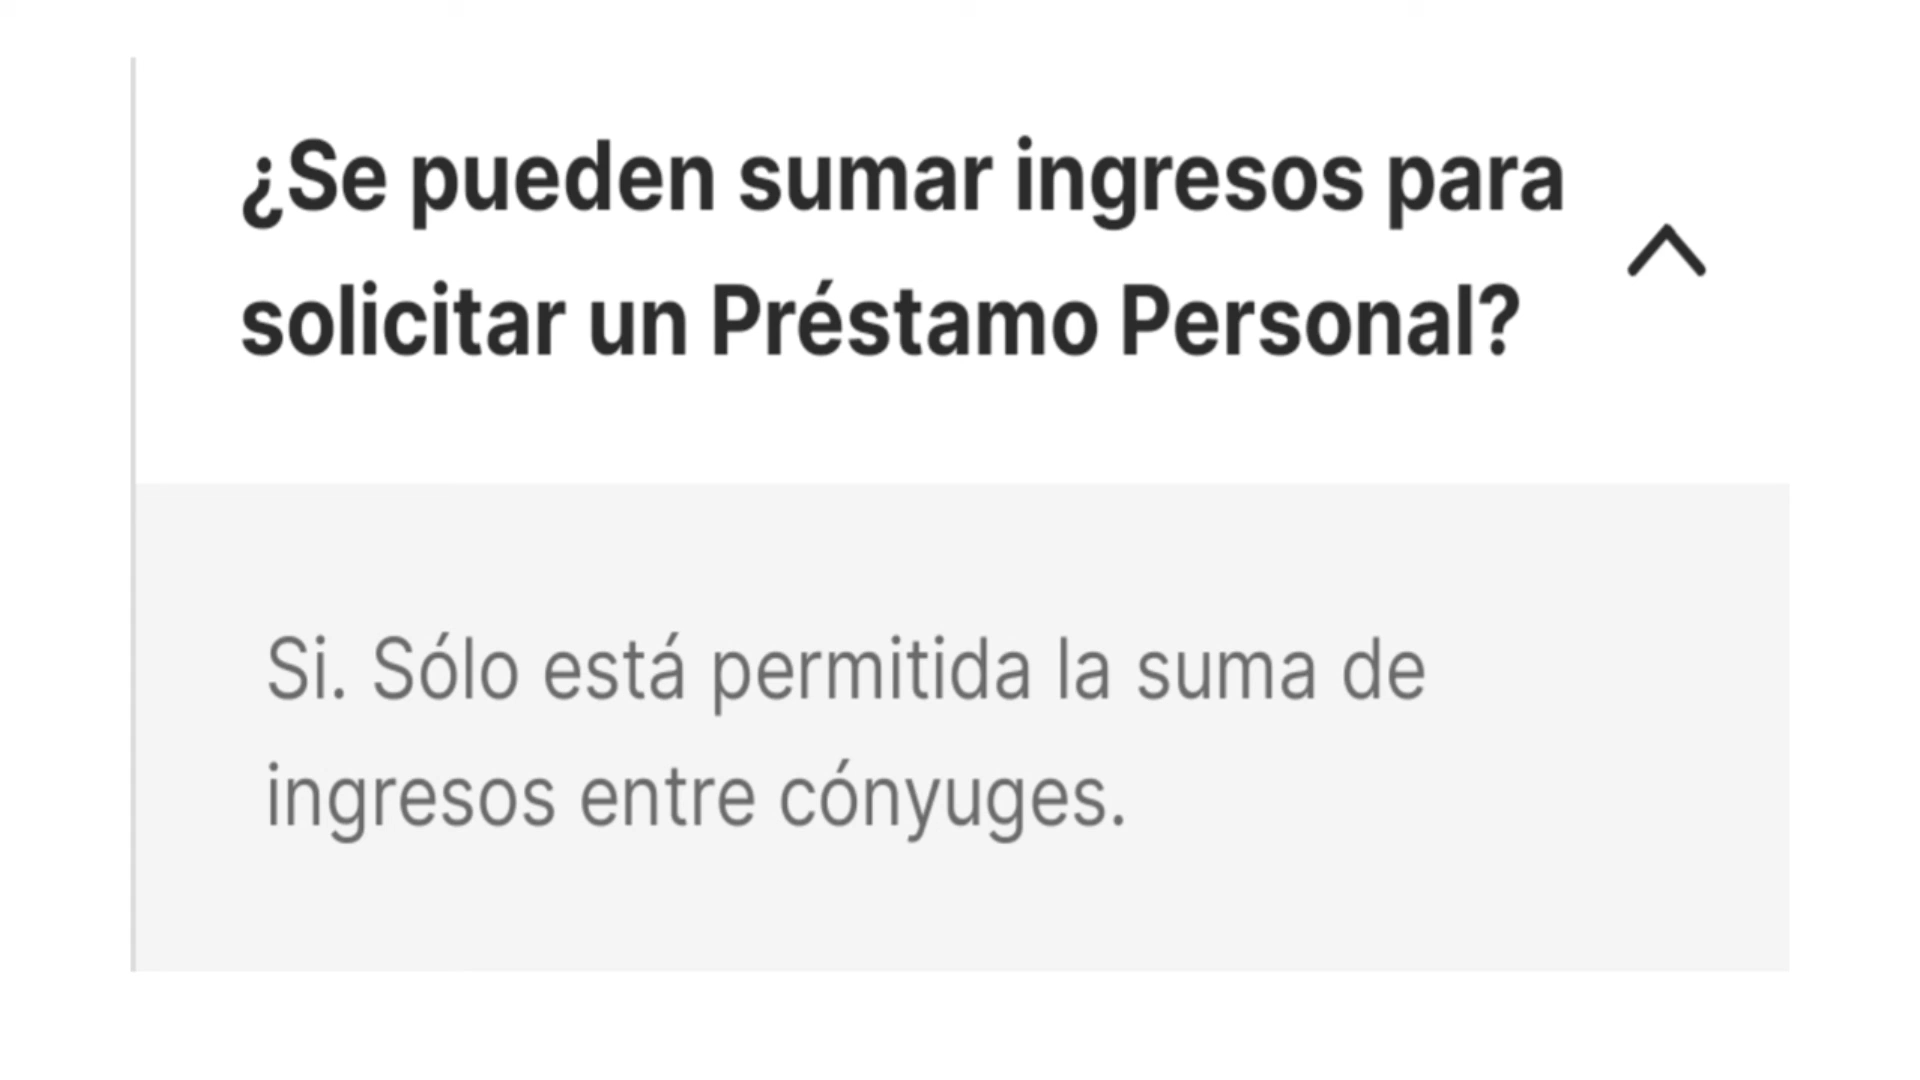 ¿Se pueden sumar ingresos para
solicitar un Préstamo Personal?
Si. Sólo está permitida la suma de
ingresos entre cónyuges.